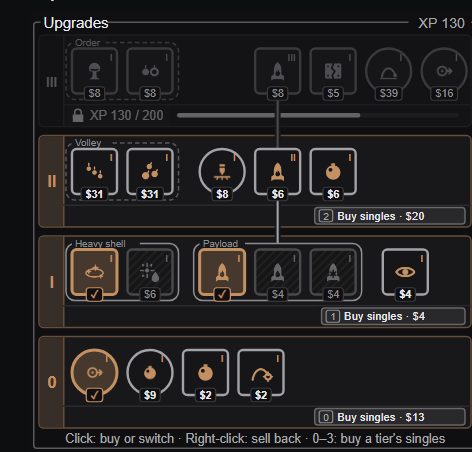 Upgrades XP 130
Order
I I III I I I
$8 $8 $8 $5 $39 $16
III
XP 130 / 200
Volley
I I I II I
II
$31 $31 $8 $6 $6
2 Buy singles · $20
Heavy shell Payload
I I I I I I
I
$6 $4 $4 $4
1 Buy singles · $4
I I I I
0
$9 $2 $2
0 Buy singles · $13
Click: buy or switch · Right-click: sell back · 0–3: buy a tier's singles